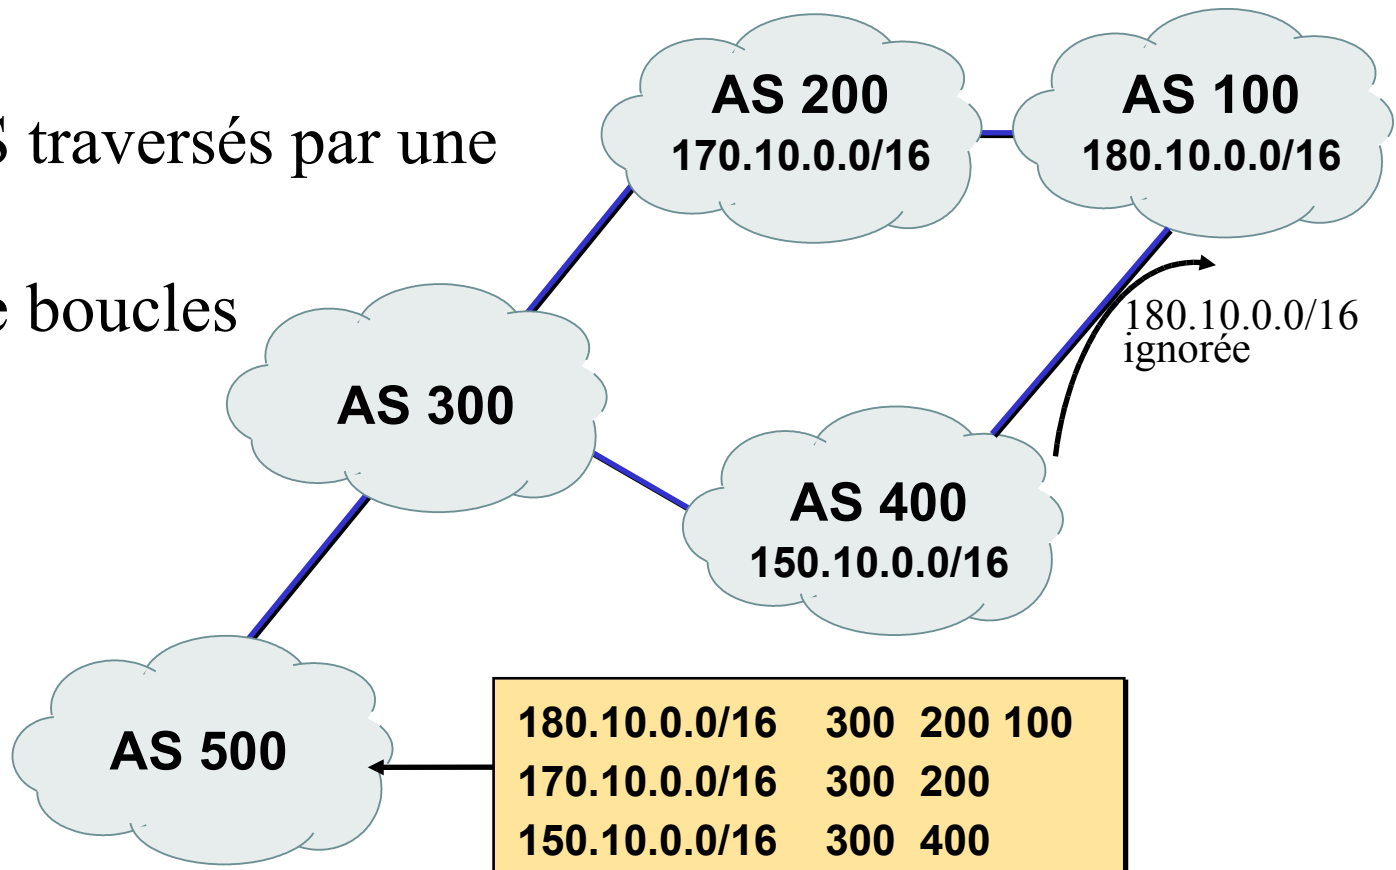 S traversés par une
e boucles
AS 200
170.10.0.0/16
AS 100
180.10.0.0/16
180.10.0.0/16
ignorée
AS 300
AS 400
150.10.0.0/16
AS 500
180.10.0.0/16 300 200 100
170.10.0.0/16 300 200
150.10.0.0/16 300 400